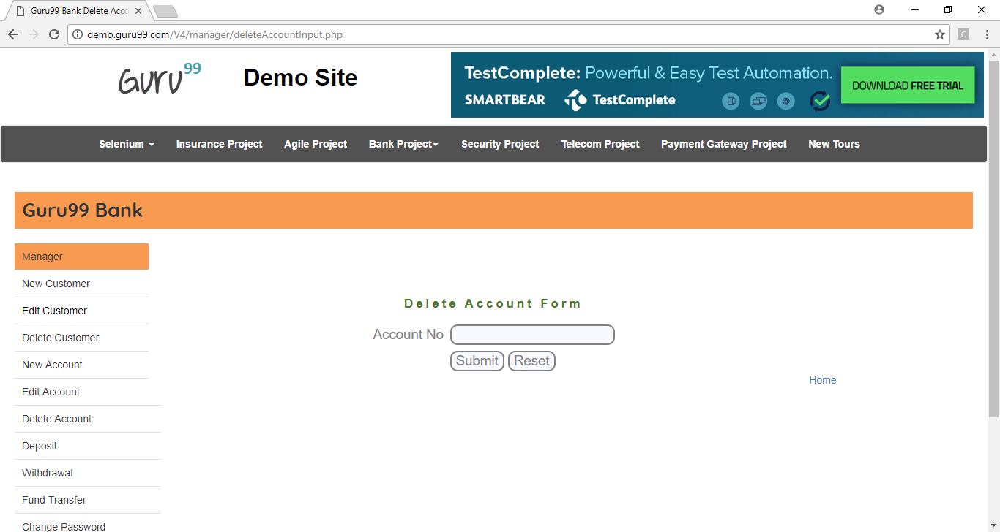 Guru99 Bank Delete Acco
demo.guru99.com/V4/manager/deleteAccountInput.php
C
Guru99
Demo Site
TestComplete: Powerful & Easy Test Automation.
SMARTBEAR TestComplete
DOWNLOAD FREE TRIAL
Selenium Insurance Project Agile Project Bank Project Security Project Telecom Project Payment Gateway Project New Tours
Guru99 Bank
Manager
New Customer
Edit Customer
Delete Customer
New Account
Edit Account
Delete Account
Deposit
Withdrawal
Fund Transfer
Change Password
Delete Account Form
Account No
Submit Reset
Home